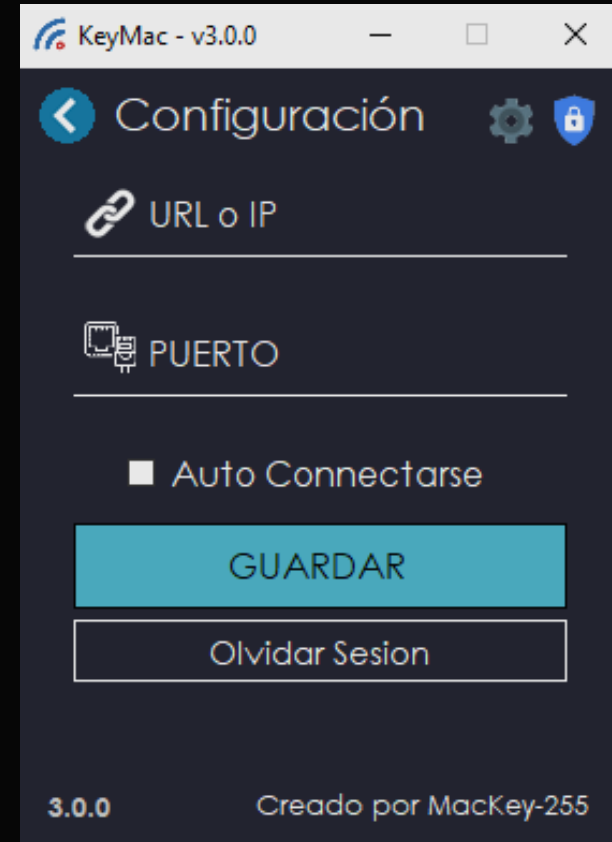 KeyMac - v3.0.0
Configuración
URL o IP
PUERTO
Auto Connectarse
GUARDAR
Olvidar Sesion
3.0.0 Creado por MacKey-255